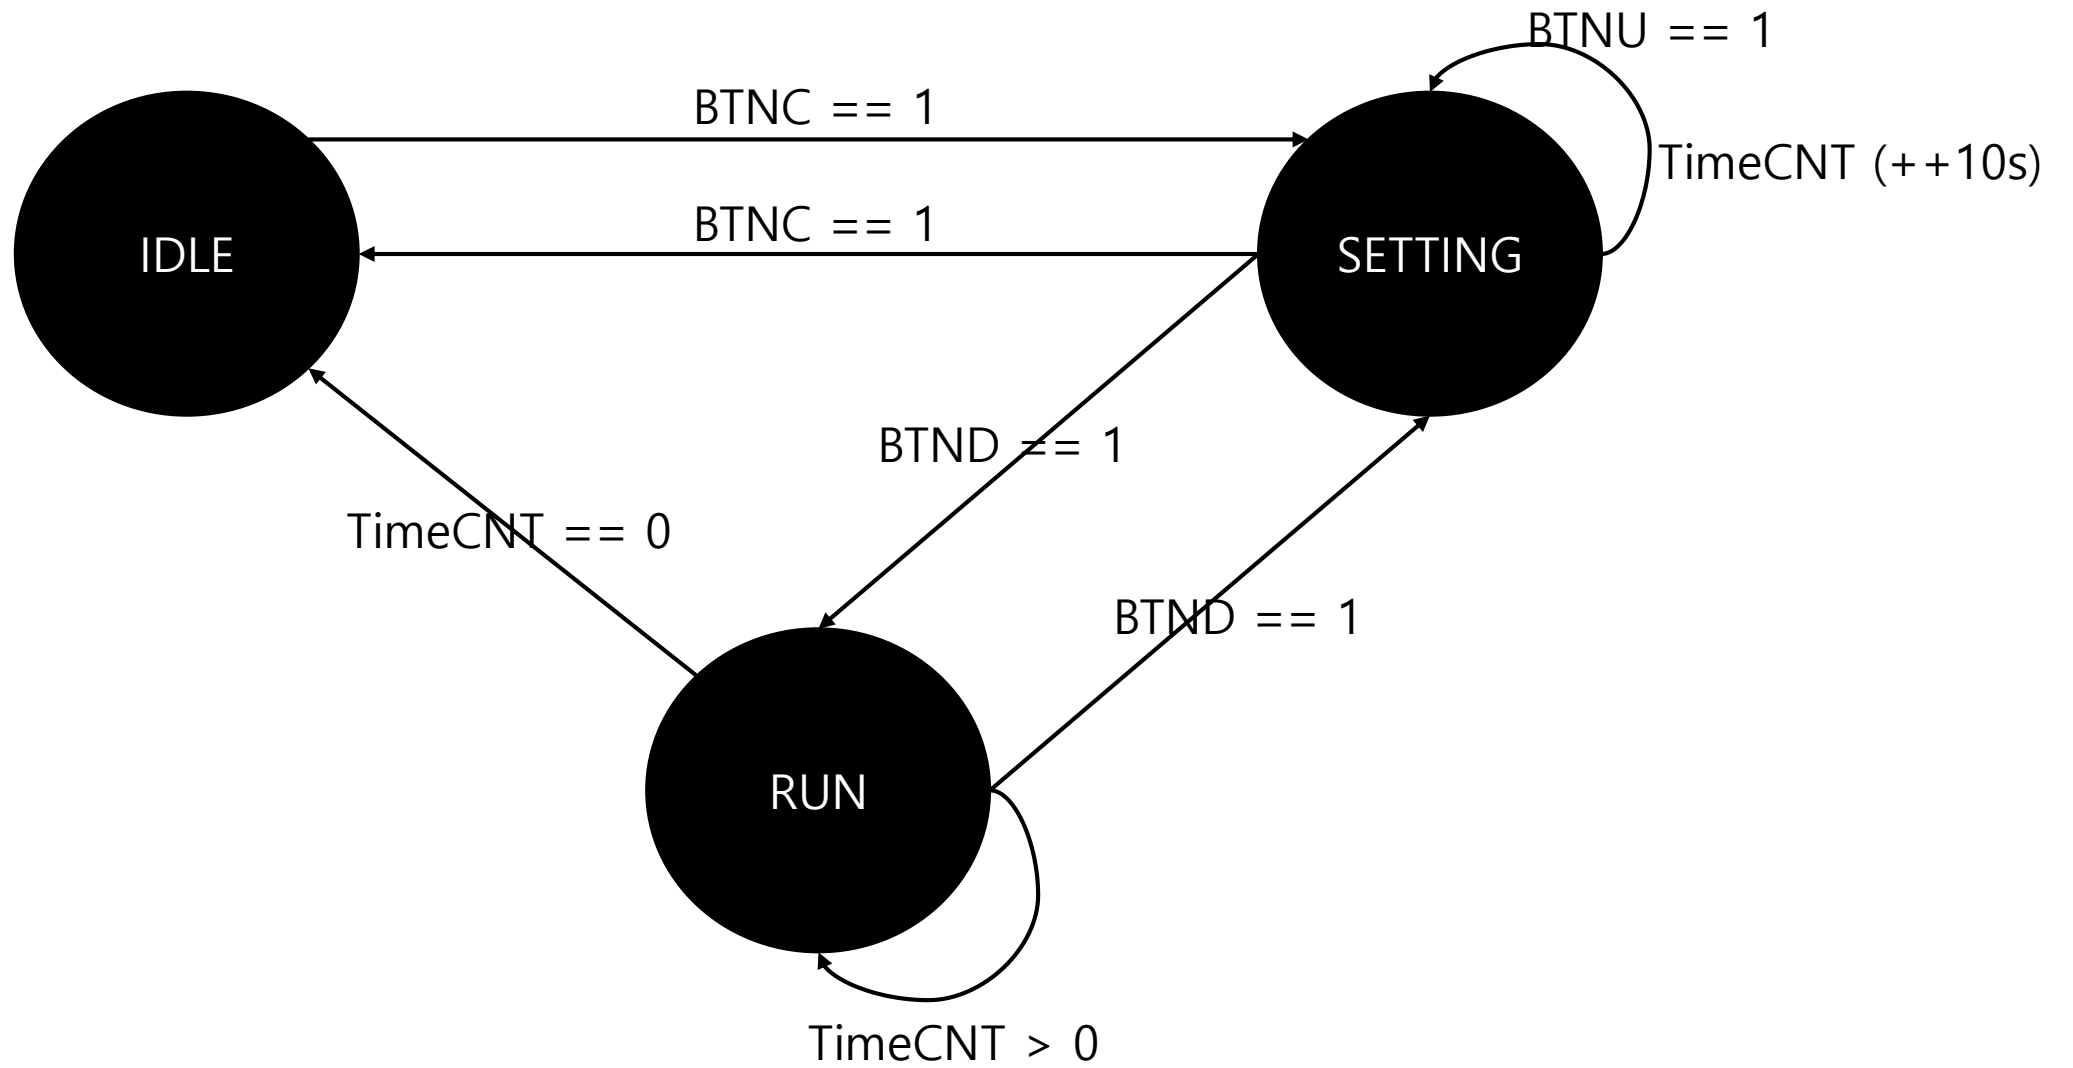 BTNU == 1
BTNC == 1
TimeCNT (++10s)
BTNC == 1
IDLE
SETTING
BTND == 1
TimeCNT == 0
BTND == 1
RUN
TimeCNT > 0